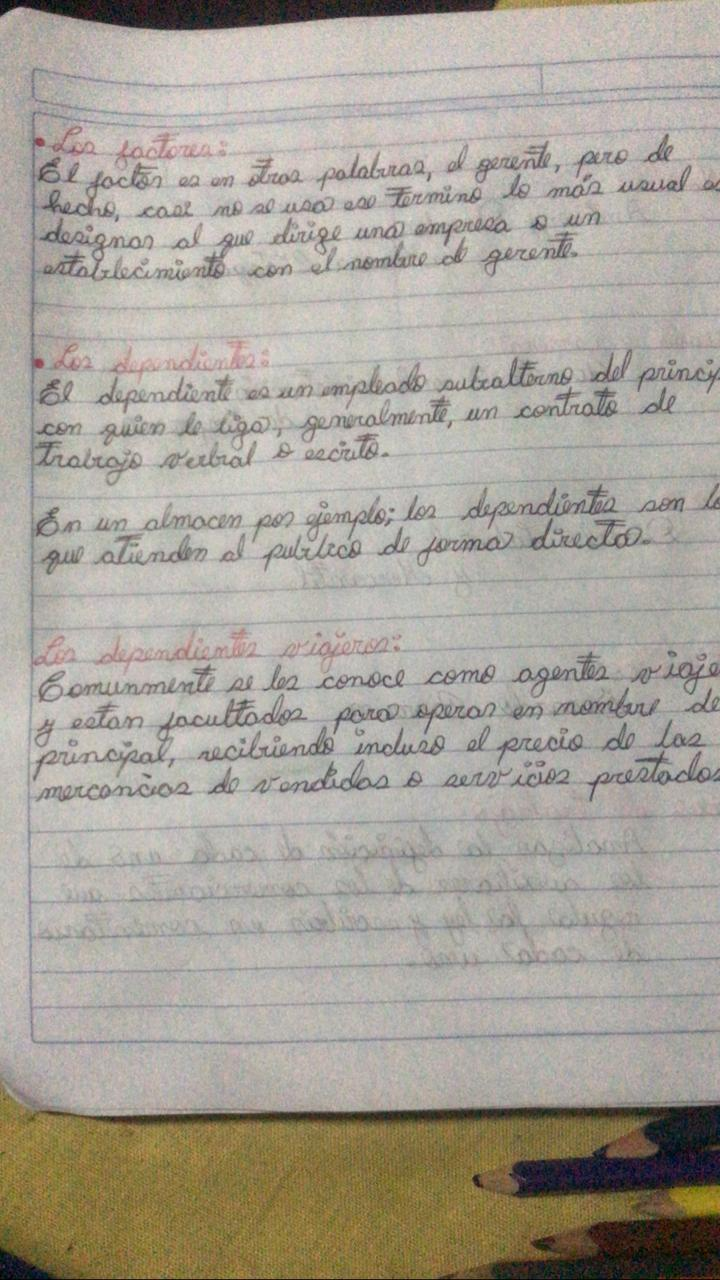 • Los factores:
El factor es en otras palabras, el gerente, pero de
hecho, casi no se usa ese termino lo más usual es
designar al que dirige una empresa o un
establecimiento con el nombre de gerente.
• Los dependientes:
El dependiente es un empleado subcalterno del princip
con quien le liga, generalmente, un contrato de
trabajo verbal o escrito.
En un almacen por ejemplo; los dependientes son lo
que atienden al publico de forma directa.
Los dependientes viajeros:
Comunmente se les conoce como agentes viaje
y estan facultados para operar en nombre de
principal, recibiendo incluso el precio de las
mercancias de vendidas o servicios prestados